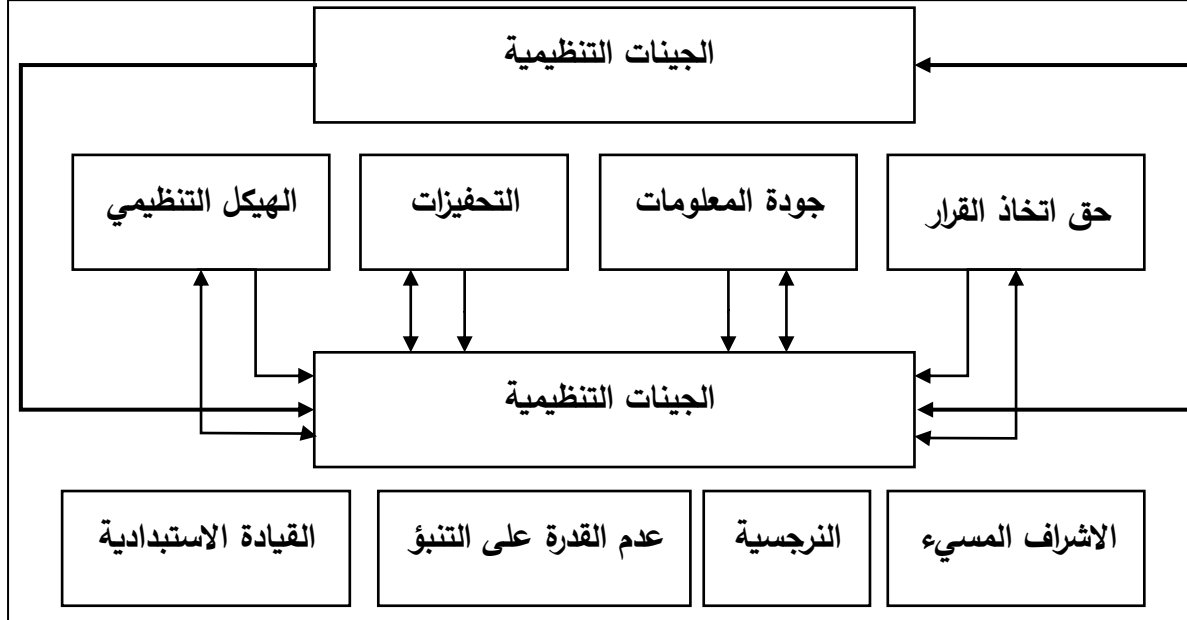 الجينات التنظيمية
حق اتخاذ القرار
جودة المعلومات
التحفيزات
الهيكل التنظيمي
الجينات التنظيمية
الاشراف المسيء
النرجسية
عدم القدرة على التنبؤ
القيادة الاستبدادية